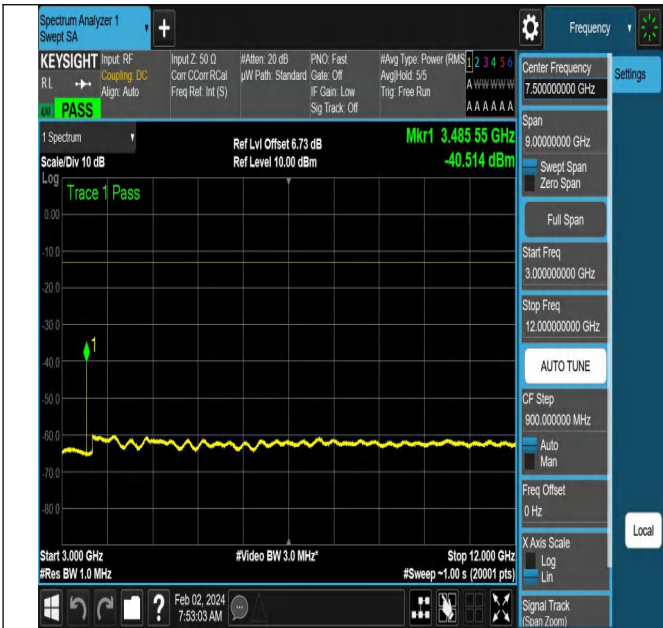 Spectrum Analyzer 1
Swept SA
Frequency
KEYSIGHT
RL
Input: RF
Coupling: DC
Align: Auto
Input Z: 50 Ω
Corr CCorr RCal
Freq Ref: Int (S)
#Atten: 20 dB
µW Path: Standard
PNO: Fast
Gate: Off
IF Gain: Low
Sig Track: Off
#Avg Type: Power (RMS
Avg|Hold: 5/5
Trig: Free Run
1 2 3 4 5 6
A W W W W W
A A A A A A
PASS
1 Spectrum
Scale/Div 10 dB
Ref Lvl Offset 6.73 dB
Ref Level 10.00 dBm
Mkr1 3.485 55 GHz
-40.514 dBm
Log
Trace 1 Pass
0.00
-10.0
-20.0
-30.0
-40.0
-50.0
-60.0
-70.0
-80.0
1
Start 3.000 GHz
#Res BW 1.0 MHz
#Video BW 3.0 MHz*
Stop 12.000 GHz
#Sweep ~1.00 s (20001 pts)
Center Frequency
7.50000000 GHz
Settings
Span
9.00000000 GHz
Swept Span
Zero Span
Full Span
Start Freq
3.000000000 GHz
Stop Freq
12.000000000 GHz
AUTO TUNE
CF Step
900.000000 MHz
Auto
Man
Freq Offset
0 Hz
X Axis Scale
Log
Lin
Signal Track
(Span Zoom)
Local
?
Feb 02, 2024
7:53:03 AM